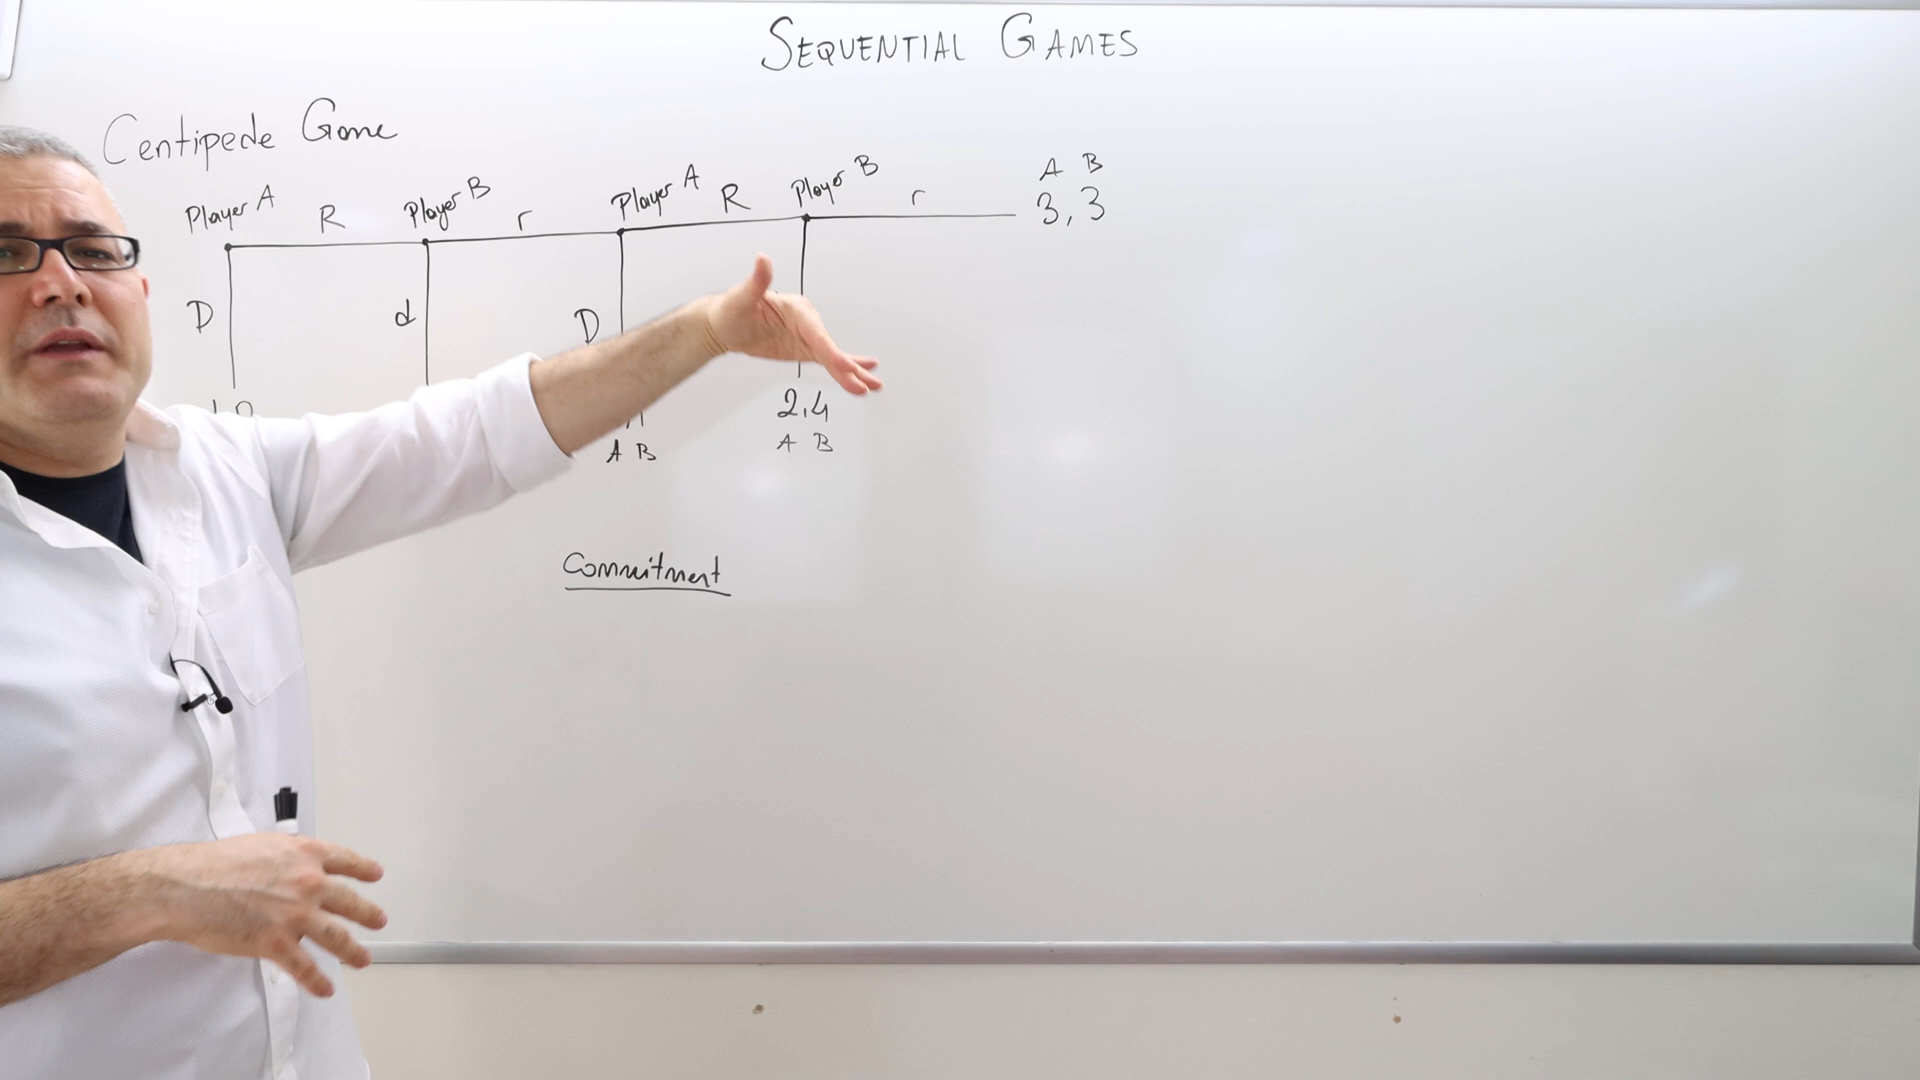 SEQUENTIAL GAMES
Centipede Game
Player A R Player B r Player A R Player B r A B
3, 3
D d D
2,4
A B A B
Commitment